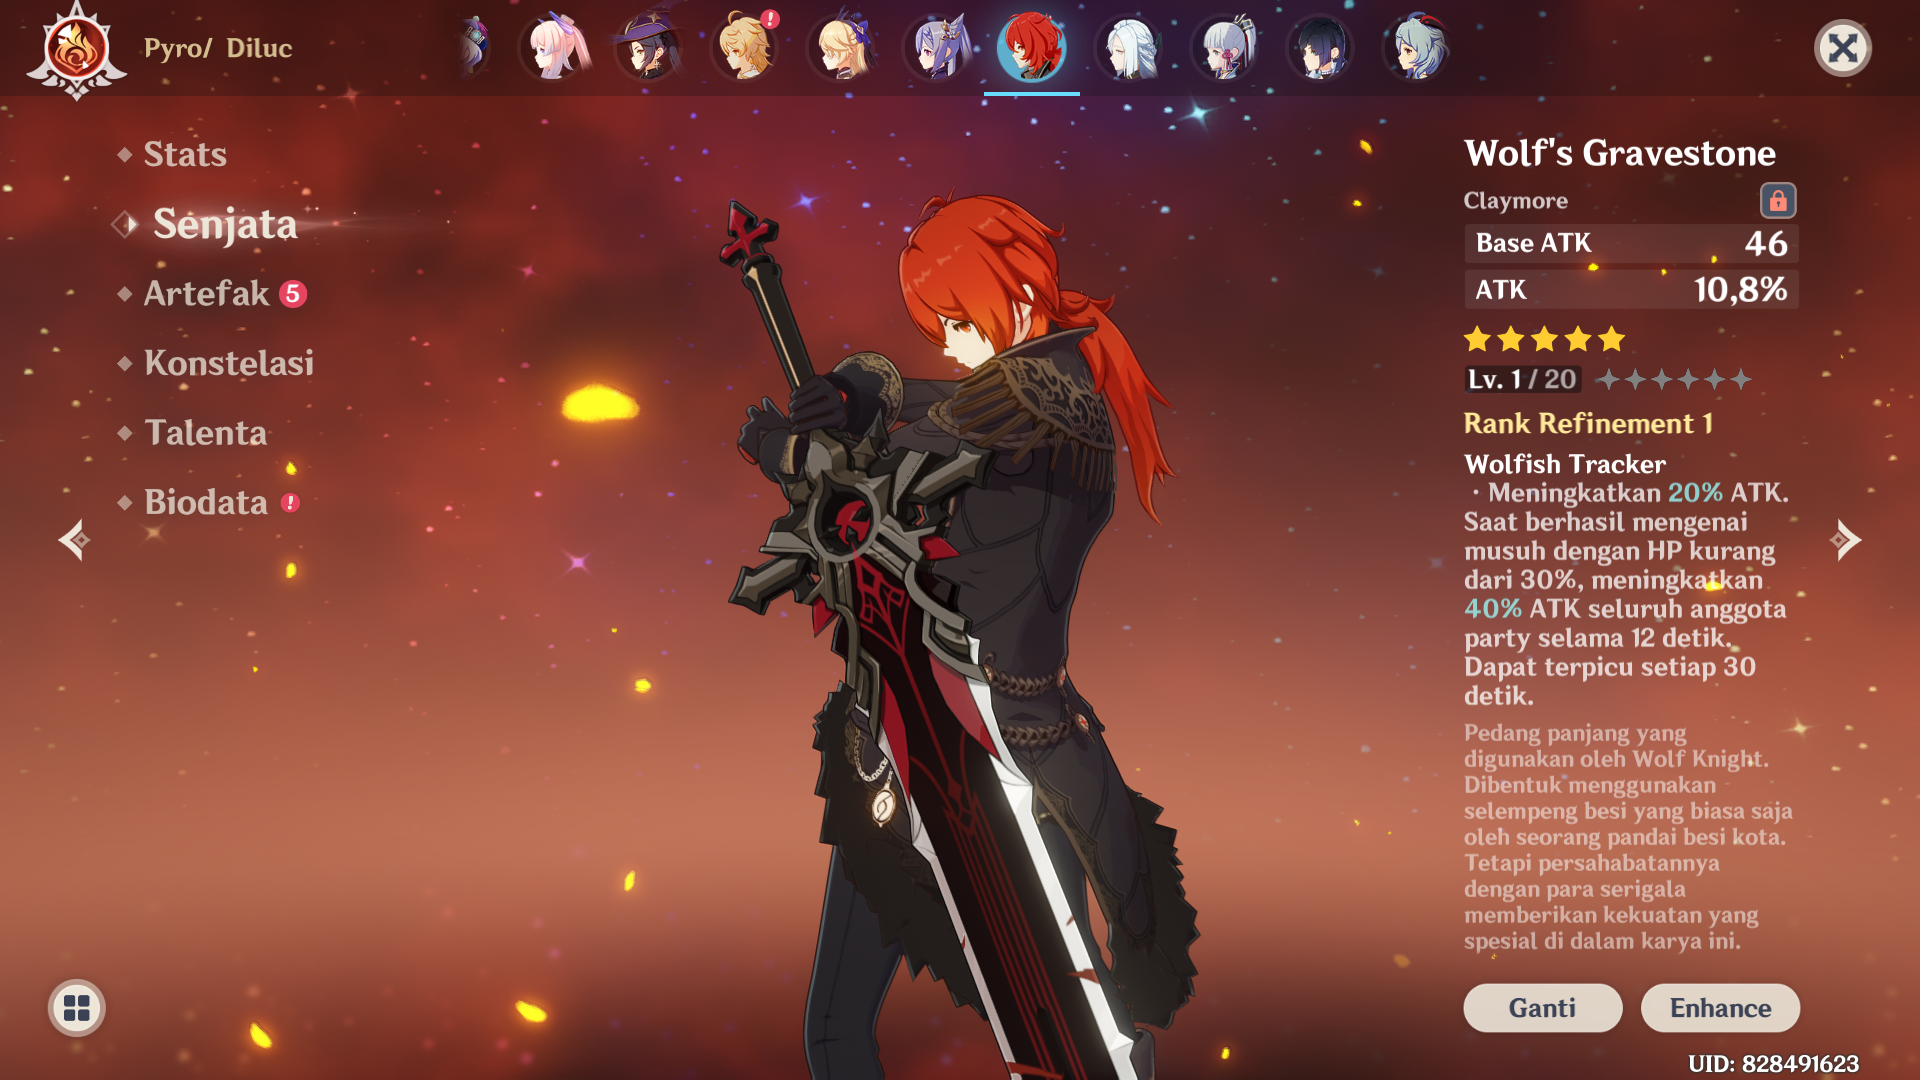 Pyro/ Diluc
!
Stats
Senjata
Artefak 5
Konstelasi
Talenta
Biodata !
Wolf's Gravestone
Claymore
Base ATK 46
ATK 10,8%
Lv. 1 / 20
Rank Refinement 1
Wolfish Tracker
· Meningkatkan 20% ATK.
Saat berhasil mengenai
musuh dengan HP kurang
dari 30%, meningkatkan
40% ATK seluruh anggota
party selama 12 detik.
Dapat terpicu setiap 30
detik.
Pedang panjang yang
digunakan oleh Wolf Knight.
Dibentuk menggunakan
selempeng besi yang biasa saja
oleh seorang pandai besi kota.
Tetapi persahabatannya
dengan para serigala
memberikan kekuatan yang
spesial di dalam karya ini.
Ganti
Enhance
UID: 828491623